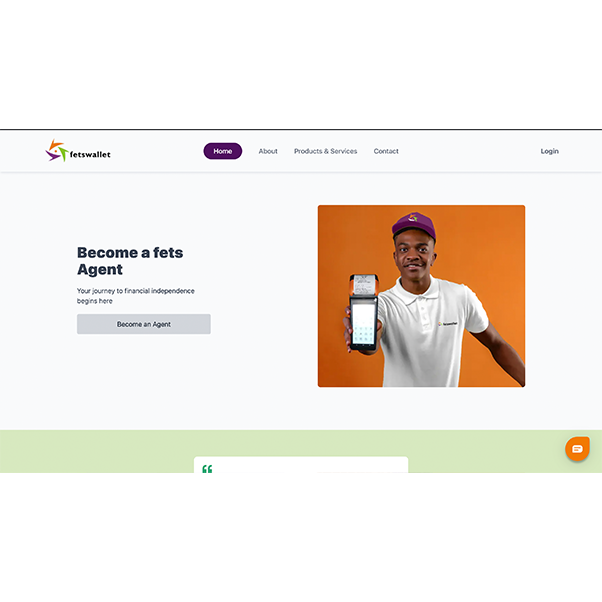 fetswallet
Home
About
Products & Services
Contact
Login
Become a fets
Agent
Your journey to financial independence
begins here
Become an Agent
fetswallet